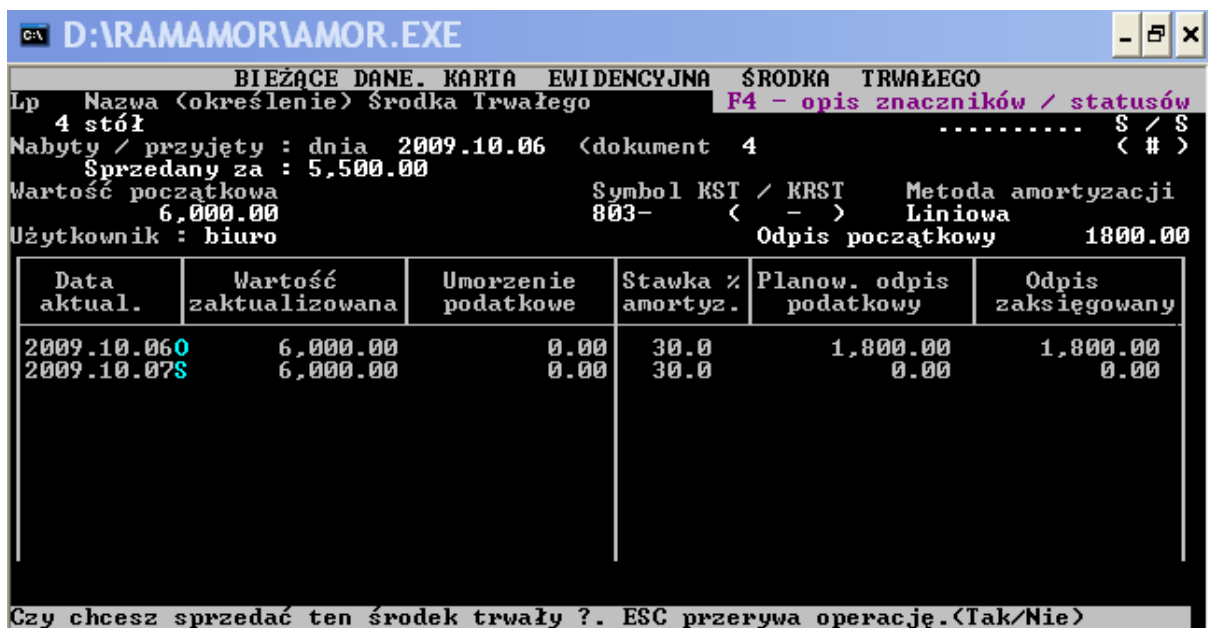 D:\RAMAMOR\AMOR.EXE
BIEŻĄCE DANE. KARTA EWIDENCYJNA ŚRODKA TRWAŁEGO
Lp Nazwa (określenie) Środka Trwałego F4 - opis znaczników / statusów
4 stół .......... S / S
Nabyty / przyjęty : dnia 2009.10.06 (dokument 4 ( # )
Sprzedany za : 5,500.00
Wartość początkowa Symbol KST / KRST Metoda amortyzacji
6,000.00 803- ( - ) Liniowa
Użytkownik : biuro Odpis początkowy 1800.00
Data Wartość Umorzenie Stawka % Planow. odpis Odpis
aktual. zaktualizowana podatkowe amortyz. podatkowy zaksięgowany
2009.10.06O 6,000.00 0.00 30.0 1,800.00 1,800.00
2009.10.07S 6,000.00 0.00 30.0 0.00 0.00
Czy chcesz sprzedać ten środek trwały ?. ESC przerywa operację.(Tak/Nie)